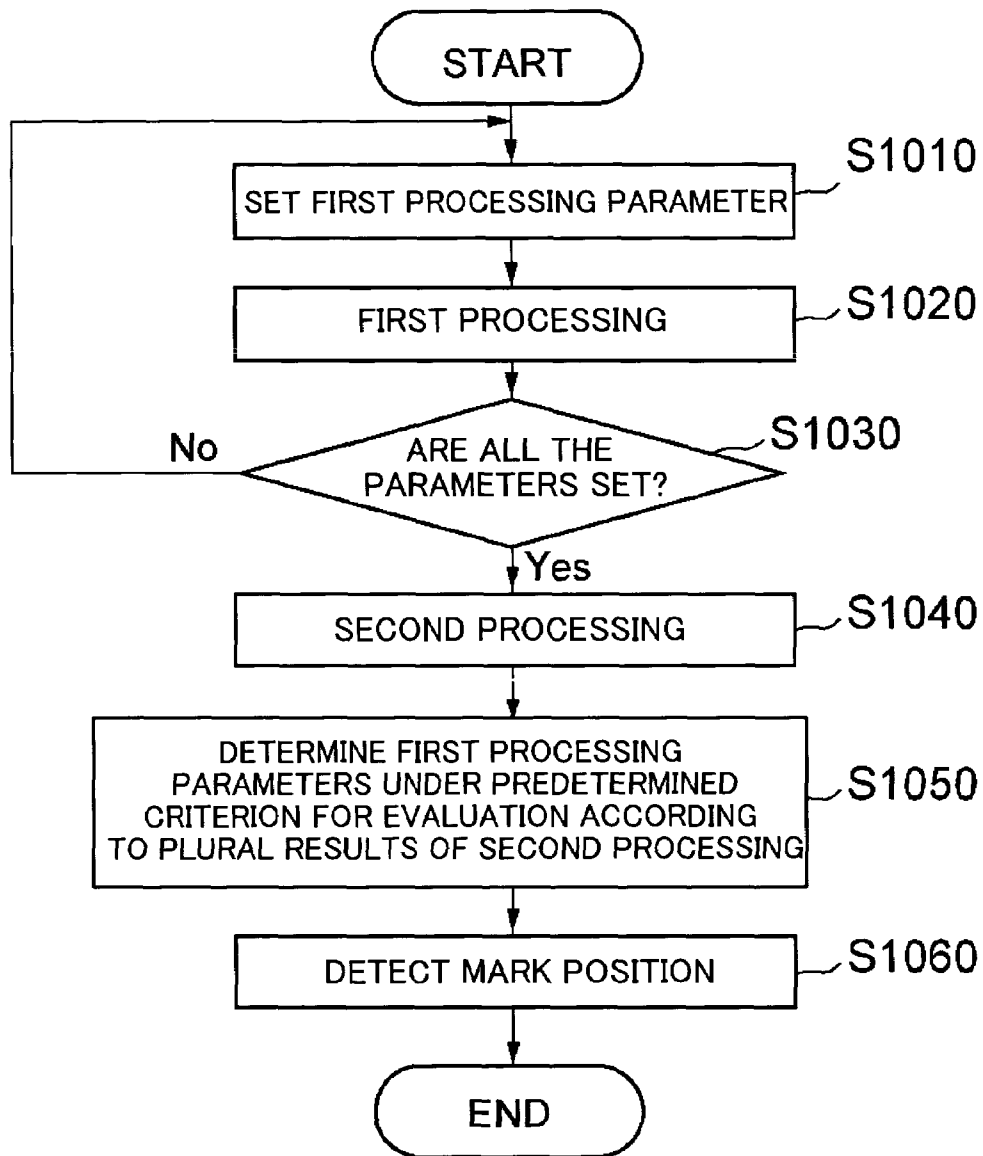 START
S1010
SET FIRST PROCESSING PARAMETER
S1020
FIRST PROCESSING
S1030
No
ARE ALL THE
PARAMETERS SET?
Yes
S1040
SECOND PROCESSING
DETERMINE FIRST PROCESSING
PARAMETERS UNDER PREDETERMINED
CRITERION FOR EVALUATION ACCORDING
TO PLURAL RESULTS OF SECOND PROCESSING
S1050
S1060
DETECT MARK POSITION
END